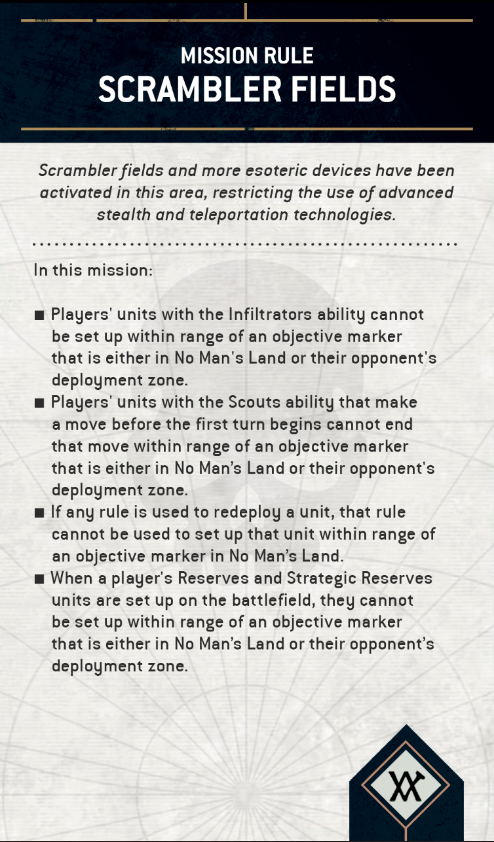 MISSION RULE
SCRAMBLER FIELDS
Scrambler fields and more esoteric devices have been
activated in this area, restricting the use of advanced
stealth and teleportation technologies.
In this mission:
■ Players' units with the Infiltrators ability cannot
be set up within range of an objective marker
that is either in No Man's Land or their opponent's
deployment zone.
■ Players' units with the Scouts ability that make
a move before the first turn begins cannot end
that move within range of an objective marker
that is either in No Man’s Land or their opponent's
deployment zone.
■ If any rule is used to redeploy a unit, that rule
cannot be used to set up that unit within range of
an objective marker in No Man’s Land.
■ When a player's Reserves and Strategic Reserves
units are set up on the battlefield, they cannot
be set up within range of an objective marker
that is either in No Man’s Land or their opponent’s
deployment zone.